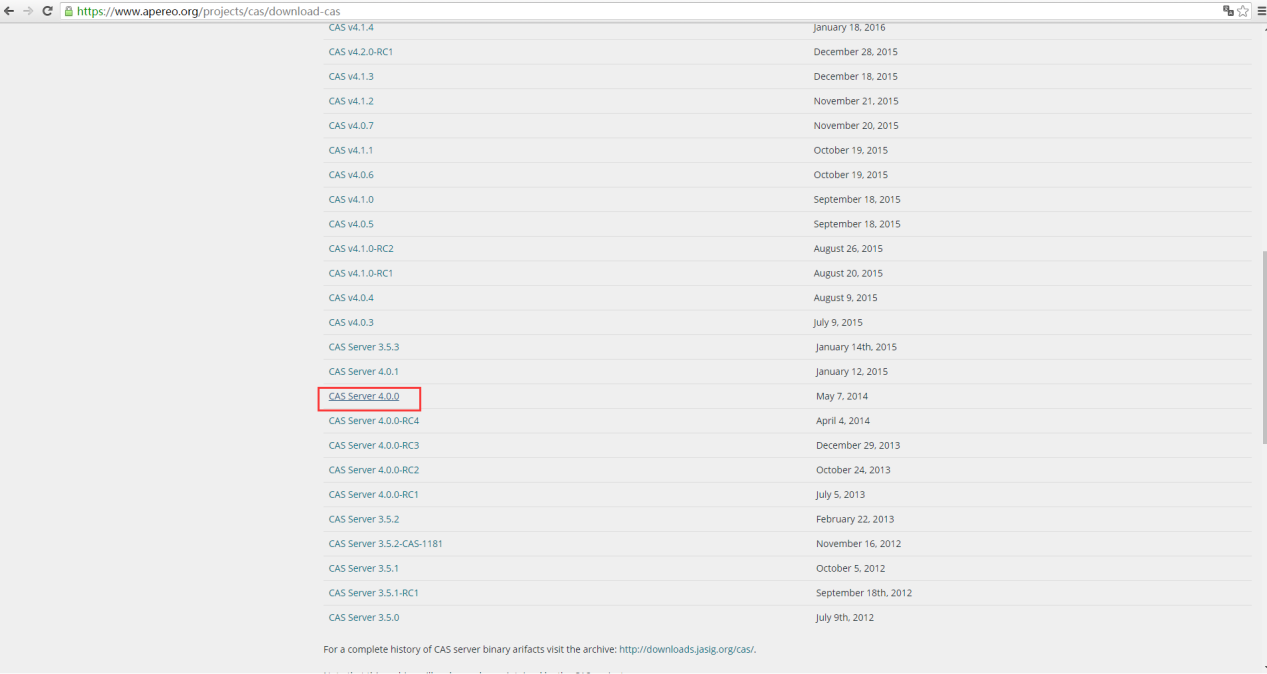 https://www.apereo.org/projects/cas/download-cas
CAS v4.1.4 January 18, 2016
CAS v4.2.0-RC1 December 28, 2015
CAS v4.1.3 December 18, 2015
CAS v4.1.2 November 21, 2015
CAS v4.0.7 November 20, 2015
CAS v4.1.1 October 19, 2015
CAS v4.0.6 October 19, 2015
CAS v4.1.0 September 18, 2015
CAS v4.0.5 September 18, 2015
CAS v4.1.0-RC2 August 26, 2015
CAS v4.1.0-RC1 August 20, 2015
CAS v4.0.4 August 9, 2015
CAS v4.0.3 July 9, 2015
CAS Server 3.5.3 January 14th, 2015
CAS Server 4.0.1 January 12, 2015
CAS Server 4.0.0 May 7, 2014
CAS Server 4.0.0-RC4 April 4, 2014
CAS Server 4.0.0-RC3 December 29, 2013
CAS Server 4.0.0-RC2 October 24, 2013
CAS Server 4.0.0-RC1 July 5, 2013
CAS Server 3.5.2 February 22, 2013
CAS Server 3.5.2-CAS-1181 November 16, 2012
CAS Server 3.5.1 October 5, 2012
CAS Server 3.5.1-RC1 September 18th, 2012
CAS Server 3.5.0 July 9th, 2012
For a complete history of CAS server binary arifacts visit the archive: http://downloads.jasig.org/cas/.